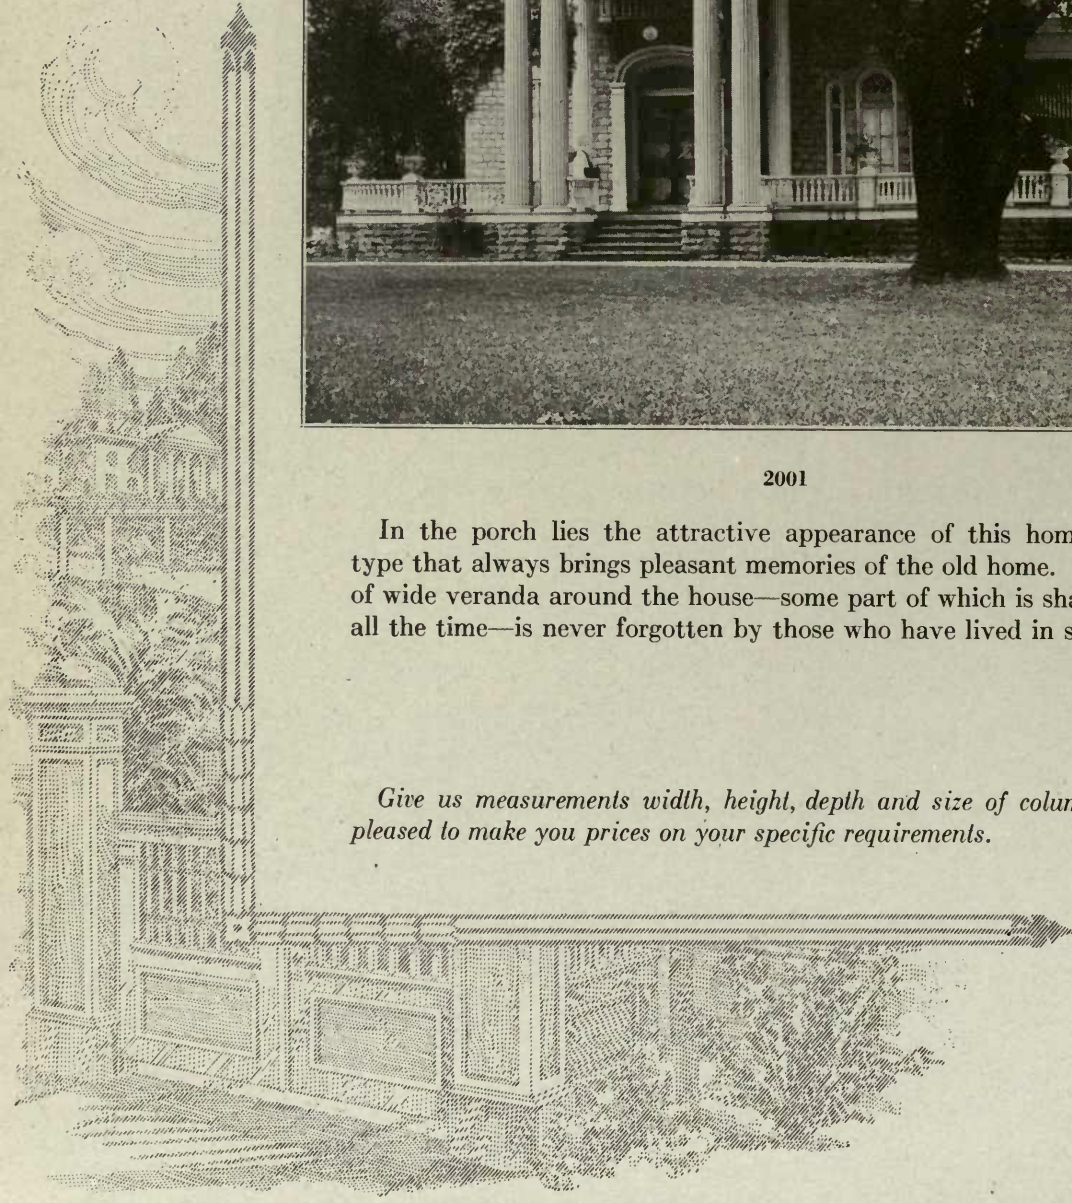 2001
In the porch lies the attractive appearance of this
type that always brings pleasant memories of the old home.
of wide veranda around the house—some part of which is
all the time—is never forgotten by those who have lived in
Give us measurements width, height, depth and size of
pleased to make you prices on your specific requirements.